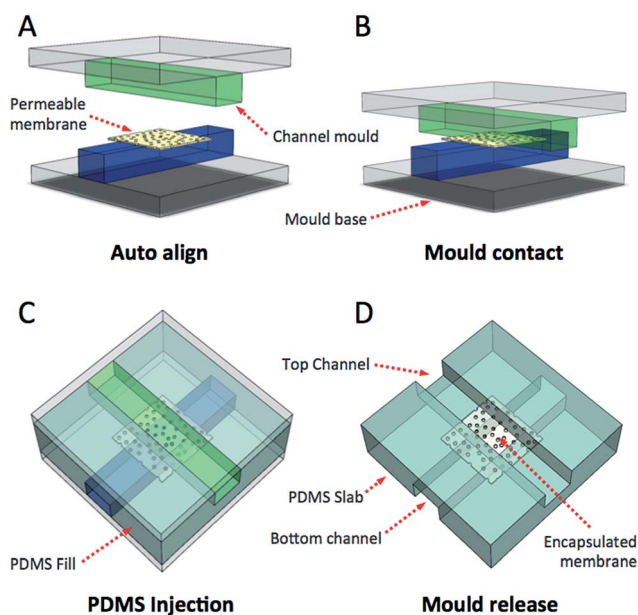 A
B
Permeable
membrane
Channel mould
Mould base
Auto align
Mould contact
C
D
Top Channel
PDMS Slab
Bottom channel
Encapsulated
membrane
PDMS Fill
PDMS Injection
Mould release